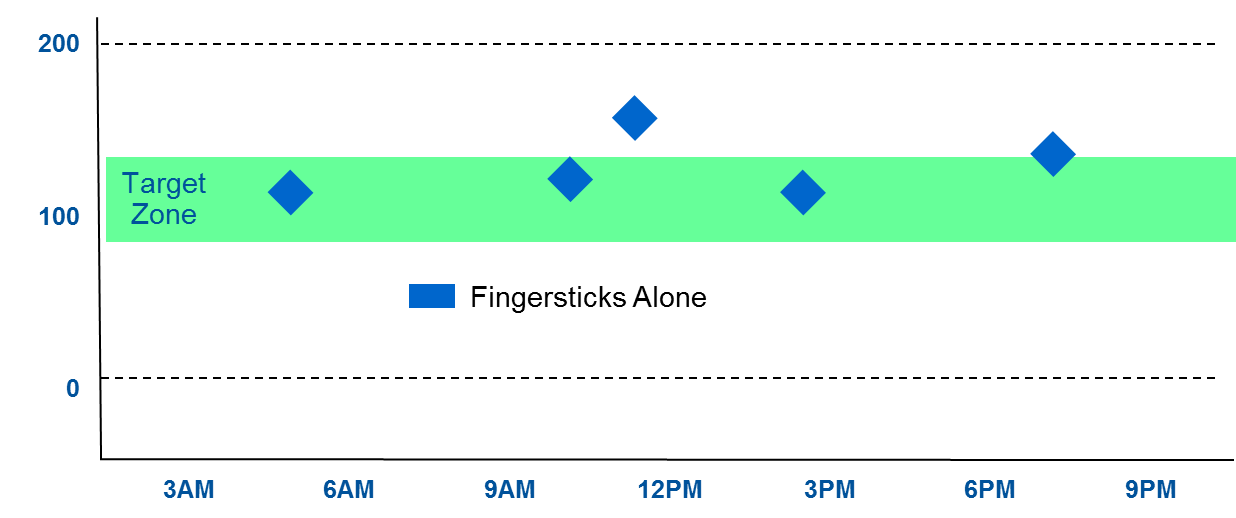 200
Target
Zone
100
Fingersticks Alone
0
3AM 6AM 9AM 12PM 3PM 6PM 9PM